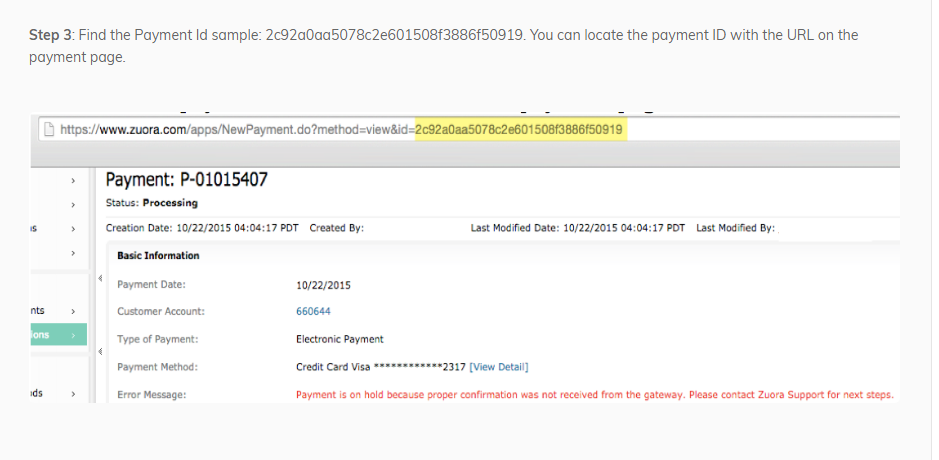 Step 3: Find the Payment Id sample: 2c92a0aa5078c2e601508f3886f50919. You can locate the payment ID with the URL on the
payment page.
https://www.zuora.com/apps/NewPayment.do?method=view&id=2c92a0aa5078c2e601508f3886f50919
Payment: P-01015407
Status: Processing
Creation Date: 10/22/2015 04:04:17 PDT Created By: Last Modified Date: 10/22/2015 04:04:17 PDT Last Modified By:
Basic Information
Payment Date: 10/22/2015
nts
Customer Account: 660644
ions
Type of Payment: Electronic Payment
Payment Method: Credit Card Visa ************2317 [View Detail]
ds
Error Message: Payment is on hold because proper confirmation was not received from the gateway. Please contact Zuora Support for next steps.